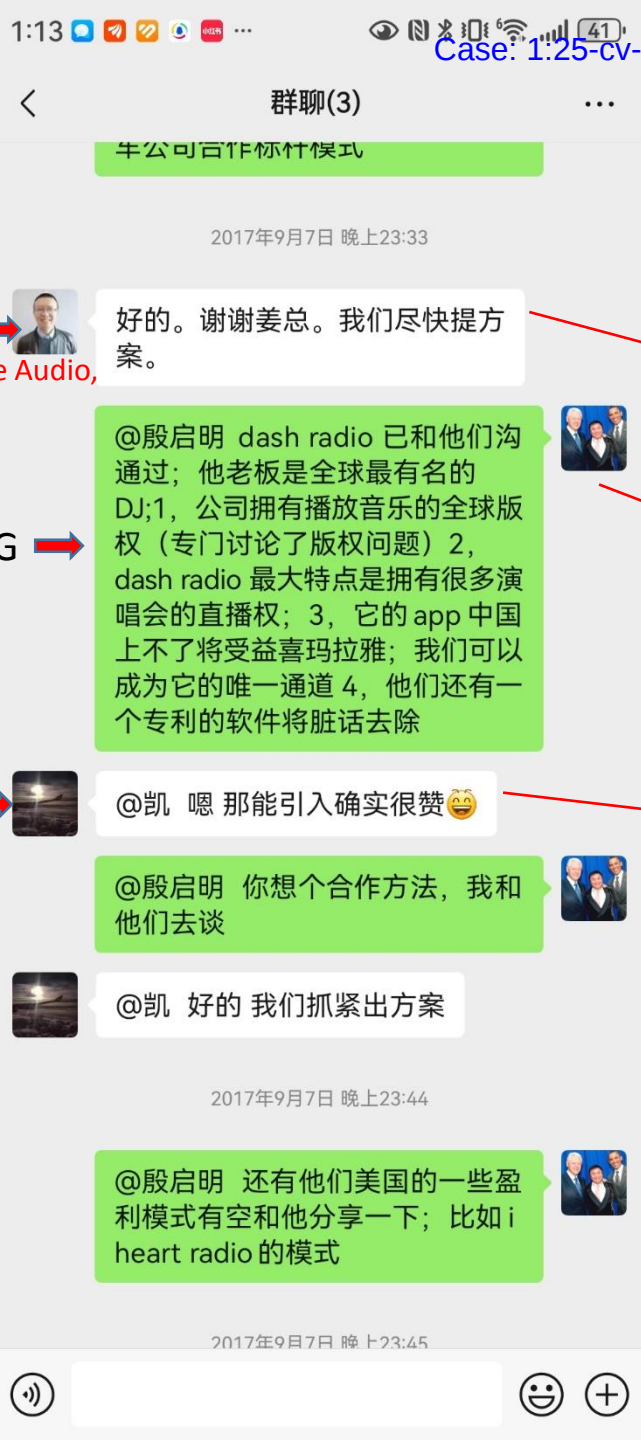 1:13
小红书
6
41
Case: 1:25-cv-
群聊(3)
车公司合作标杆模式
2017年9月7日 晚上23:33
好的。谢谢姜总。我们尽快提方
案。
e Audio,
@殷启明 dash radio 已和他们沟
通过；他老板是全球最有名的
DJ;1，公司拥有播放音乐的全球版
权（专门讨论了版权问题）2，
G
dash radio 最大特点是拥有很多演
唱会的直播权；3，它的 app 中国
上不了将受益喜玛拉雅；我们可以
成为它的唯一通道 4，他们还有一
个专利的软件将脏话去除
@凯 嗯 那能引入确实很赞😄
@殷启明 你想个合作方法，我和
他们去谈
@凯 好的 我们抓紧出方案
2017年9月7日 晚上23:44
@殷启明 还有他们美国的一些盈
利模式有空和他分享一下；比如 i
heart radio 的模式
2017年9月7日 晚上23:45